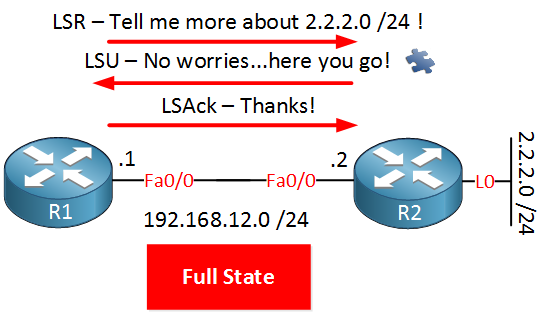 LSR – Tell me more about 2.2.2.0 /24 !
LSU – No worries...here you go!
LSAck – Thanks!
.1
.2
Fa0/0
Fa0/0
L0
2.2.2.0 /24
R1
R2
192.168.12.0 /24
Full State